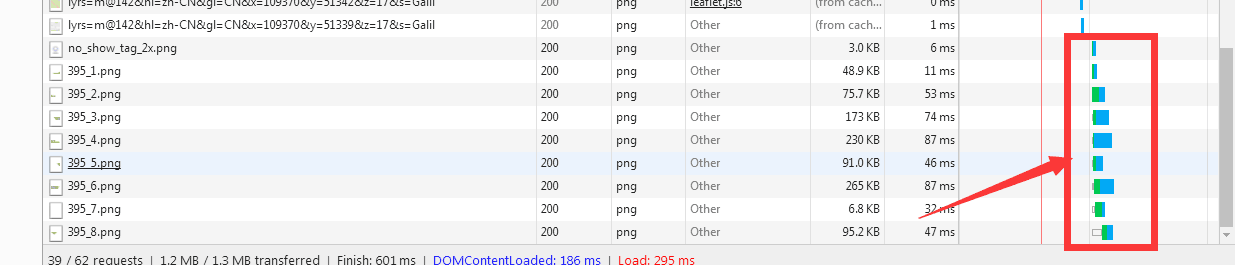 lyrs=m@142&hl=zh-CN&gl=CN&x=109370&y=51342&z=17&s=Galil 200 png leaflet.js:6 (from cach... 0 ms
lyrs=m@142&hl=zh-CN&gl=CN&x=109370&y=51339&z=17&s=Galil 200 png Other (from cach... 1 ms
no_show_tag_2x.png 200 png Other 3.0 KB 6 ms
395_1.png 200 png Other 48.9 KB 11 ms
395_2.png 200 png Other 75.7 KB 53 ms
395_3.png 200 png Other 173 KB 74 ms
395_4.png 200 png Other 230 KB 87 ms
395_5.png 200 png Other 91.0 KB 46 ms
395_6.png 200 png Other 265 KB 87 ms
395_7.png 200 png Other 6.8 KB 32 ms
395_8.png 200 png Other 95.2 KB 47 ms
39 / 62 requests | 1.2 MB / 1.3 MB transferred | Finish: 601 ms | DOMContentLoaded: 186 ms | Load: 295 ms